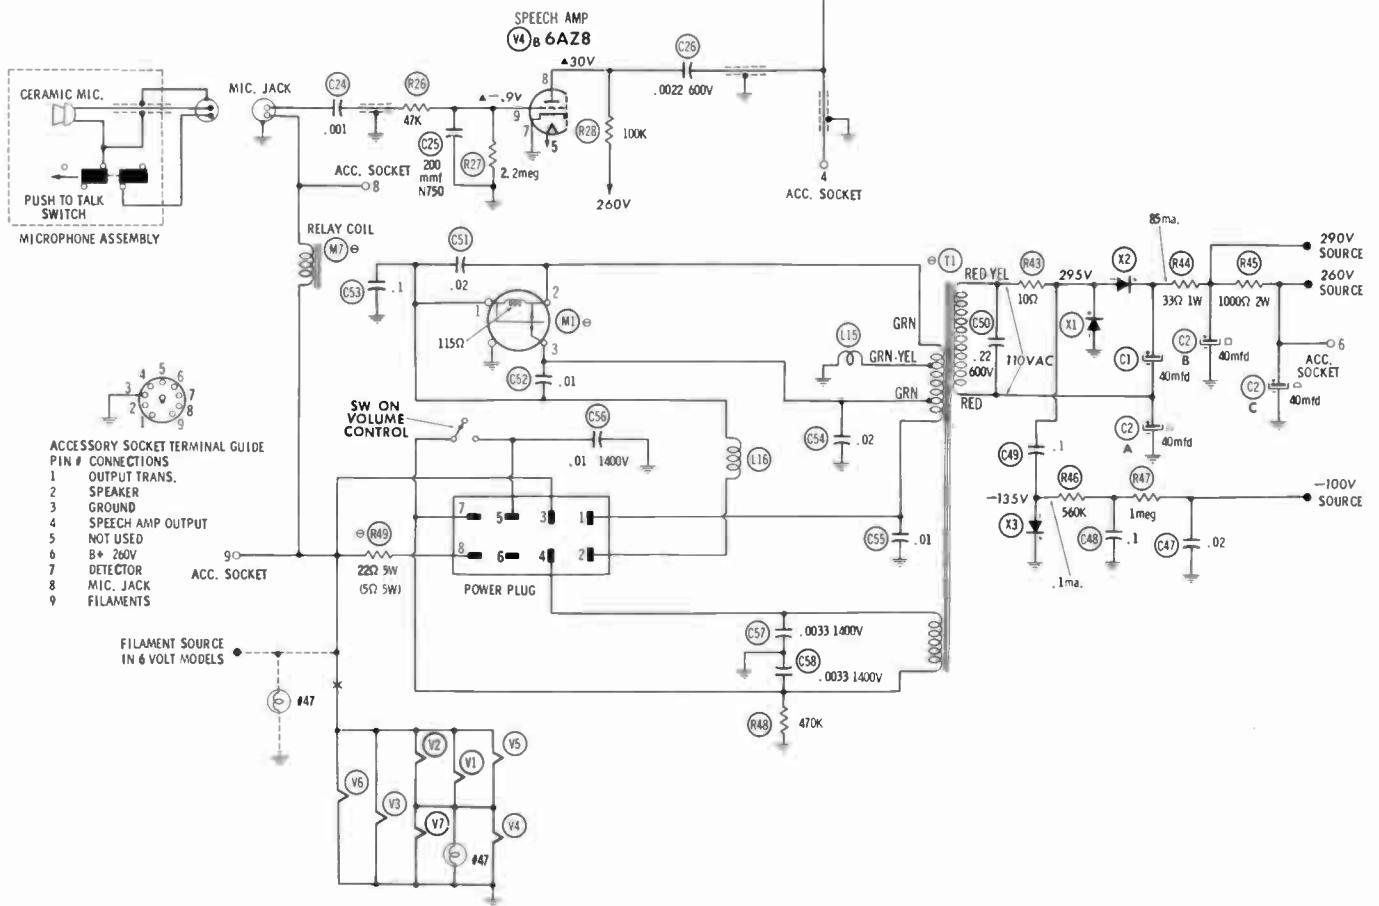 SPEECH AMP
V4 B 6AZ8
▲30V
C26
.0022 600V
8
CERAMIC MIC.
MIC. JACK
C24
.001
R26
47K
▲-.9V
9
7
5
C25
200
mmf
N750
R27
2.2meg
R28
100K
260V
4
ACC. SOCKET
ACC. SOCKET
8
PUSH TO TALK
SWITCH
MICROPHONE ASSEMBLY
RELAY COIL
M7
C51
.02
C53
.1
1
2
3
115Ω
M1
C52
.01
T1
GRN
L15
GRN-YEL
GRN
RED-YEL
R43
10Ω
295V
X2
85ma.
R44
33Ω 1W
R45
1000Ω 2W
290V
SOURCE
260V
SOURCE
C50
.22
600V
110VAC
RED
X1
C1
40mfd
C2
B
40mfd
C2
C
40mfd
6
ACC.
SOCKET
C2
A
40mfd
C54
.02
L16
C49
.1
-135V
R46
560K
R47
1meg
-100V
SOURCE
X3
.1ma.
C48
.1
C47
.02
C55
.01
SW ON
VOLUME
CONTROL
C56
.01 1400V
7
5
3
1
8
6
4
2
POWER PLUG
R49
22Ω 5W
(5Ω 5W)
9
ACC. SOCKET
1
2
3
4
5
6
7
8
9
ACCESSORY SOCKET TERMINAL GUIDE
PIN # CONNECTIONS
1 OUTPUT TRANS.
2 SPEAKER
3 GROUND
4 SPEECH AMP OUTPUT
5 NOT USED
6 B+ 260V
7 DETECTOR
8 MIC. JACK
9 FILAMENTS
FILAMENT SOURCE
IN 6 VOLT MODELS
#47
C57
.0033 1400V
C58
.0033 1400V
R48
470K
V6
V3
V2
V1
V5
V7
V4
#47